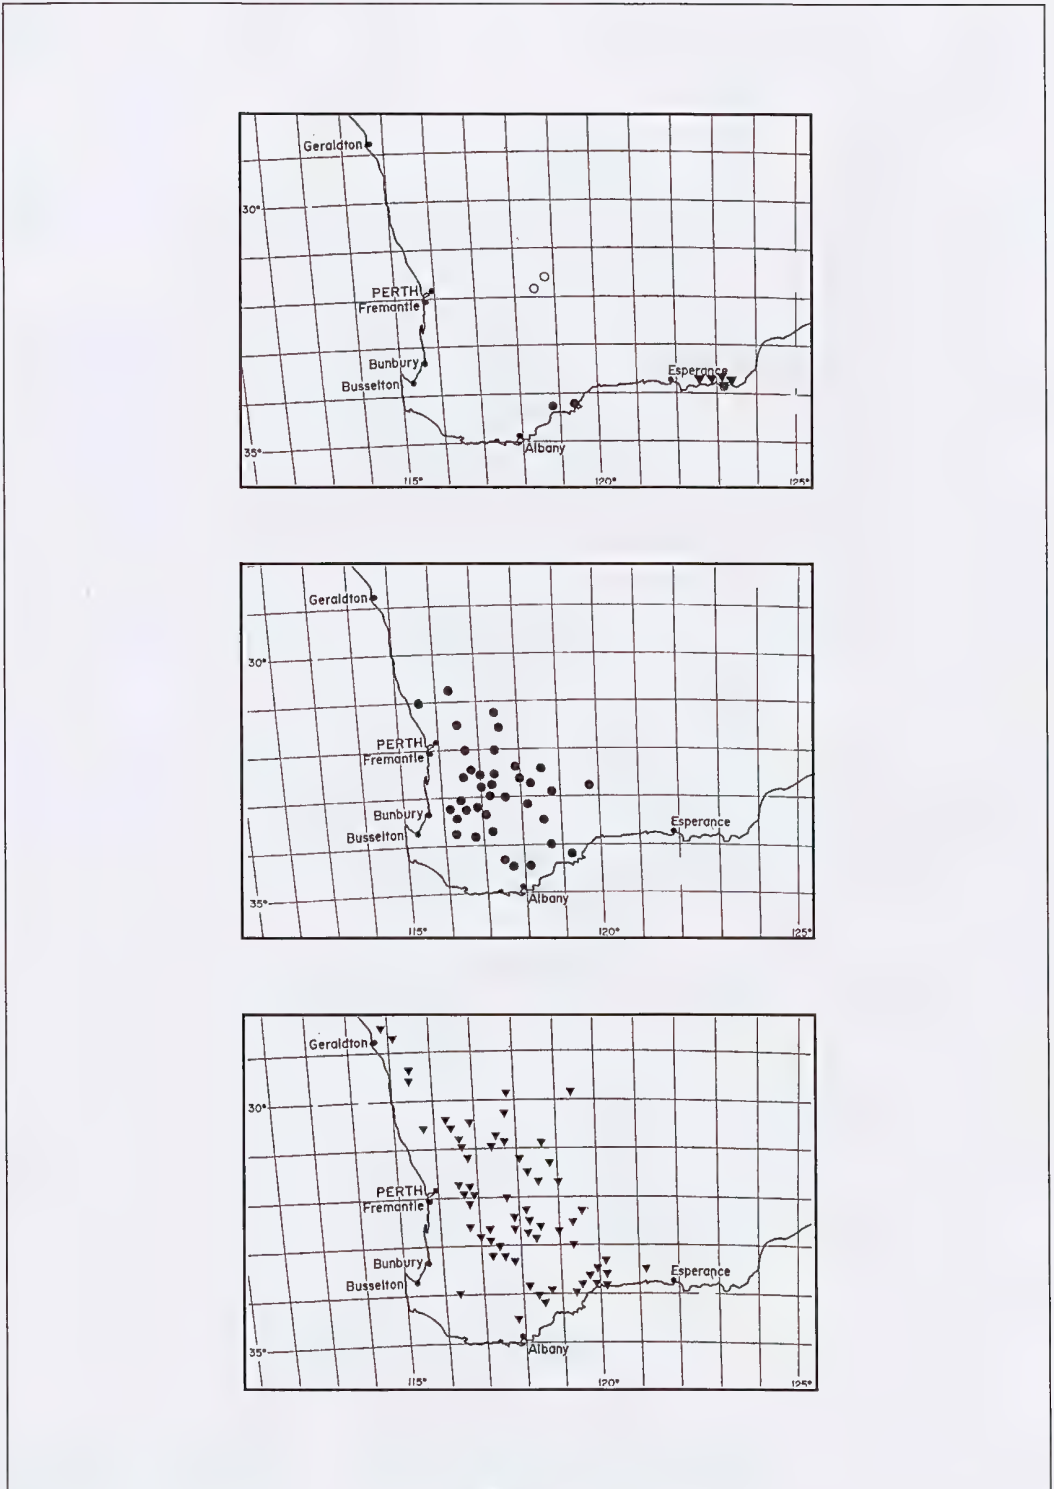 Geraldton
30°
PERTH
Fremantle
Bunbury
Busselton
Esperance
Albany
35°
115°
120°
125°
Geraldton
30°
PERTH
Fremantle
Bunbury
Busselton
Esperance
Albany
35°
115°
120°
125°
Geraldton
30°
PERTH
Fremantle
Bunbury
Busselton
Esperance
Albany
35°
115°
120°
125°